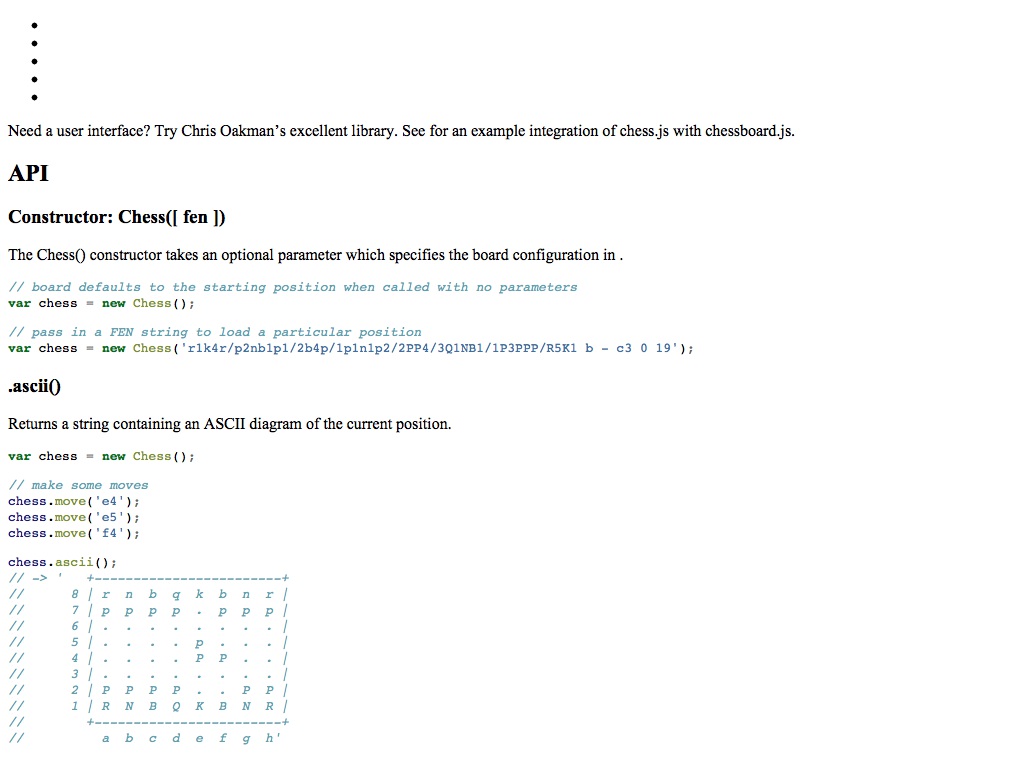 Need a user interface? Try Chris Oakman’s excellent library. See for an example integration of chess.js with chessboard.js.
API
Constructor: Chess([ fen ])
The Chess() constructor takes an optional parameter which specifies the board configuration in .
// board defaults to the starting position when called with no parameters
var chess = new Chess();
// pass in a FEN string to load a particular position
var chess = new Chess('r1k4r/p2nb1p1/2b4p/1p1n1p2/2PP4/3Q1NB1/1P3PPP/R5K1 b - c3 0 19');
.ascii()
Returns a string containing an ASCII diagram of the current position.
var chess = new Chess();
// make some moves
chess.move('e4');
chess.move('e5');
chess.move('f4');
chess.ascii();
// -> '   +------------------------+
//      8 | r  n  b  q  k  b  n  r |
//      7 | p  p  p  p  .  p  p  p |
//      6 | .  .  .  .  .  .  .  . |
//      5 | .  .  .  .  p  .  .  . |
//      4 | .  .  .  .  P  P  .  . |
//      3 | .  .  .  .  .  .  .  . |
//      2 | P  P  P  P  .  .  P  P |
//      1 | R  N  B  Q  K  B  N  R |
//        +------------------------+
//          a  b  c  d  e  f  g  h'